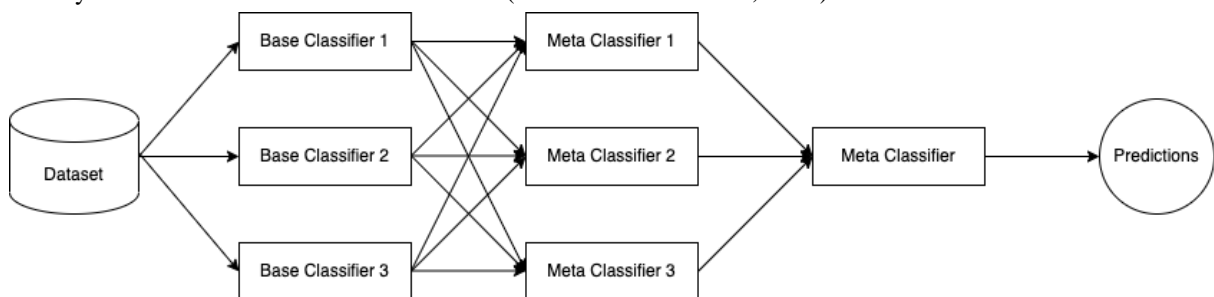 Base Classifier 1
Meta Classifier 1
Dataset
Base Classifier 2
Meta Classifier 2
Meta Classifier
Predictions
Base Classifier 3
Meta Classifier 3